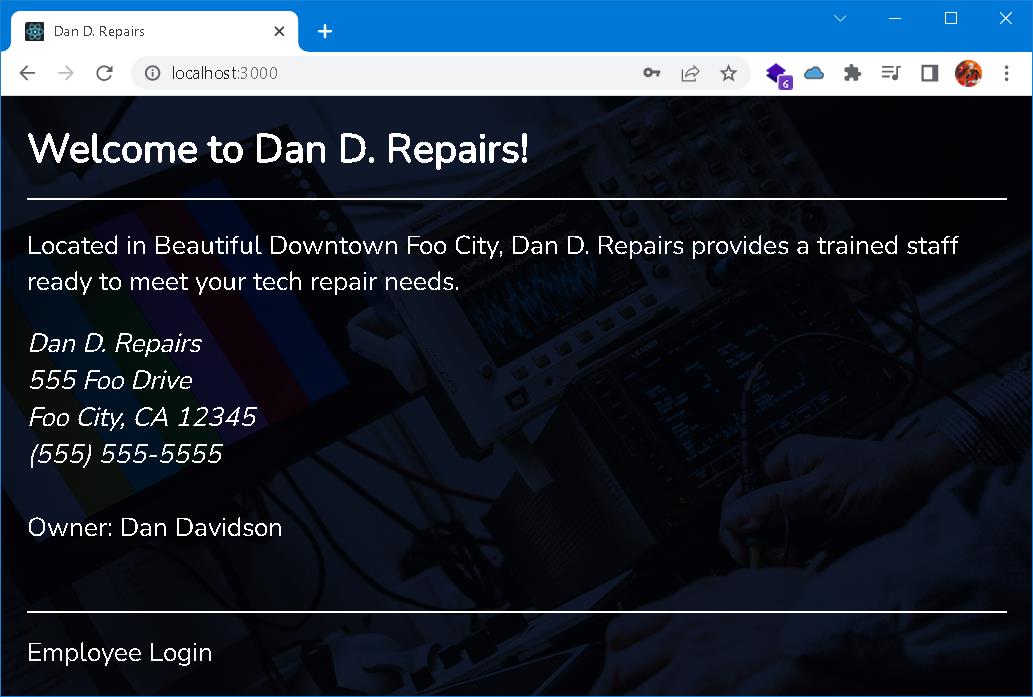 Dan D. Repairs
localhost:3000
6
Welcome to Dan D. Repairs!
Located in Beautiful Downtown Foo City, Dan D. Repairs provides a trained staff
ready to meet your tech repair needs.
Dan D. Repairs
555 Foo Drive
Foo City, CA 12345
(555) 555-5555
LEADER
Owner: Dan Davidson
Employee Login